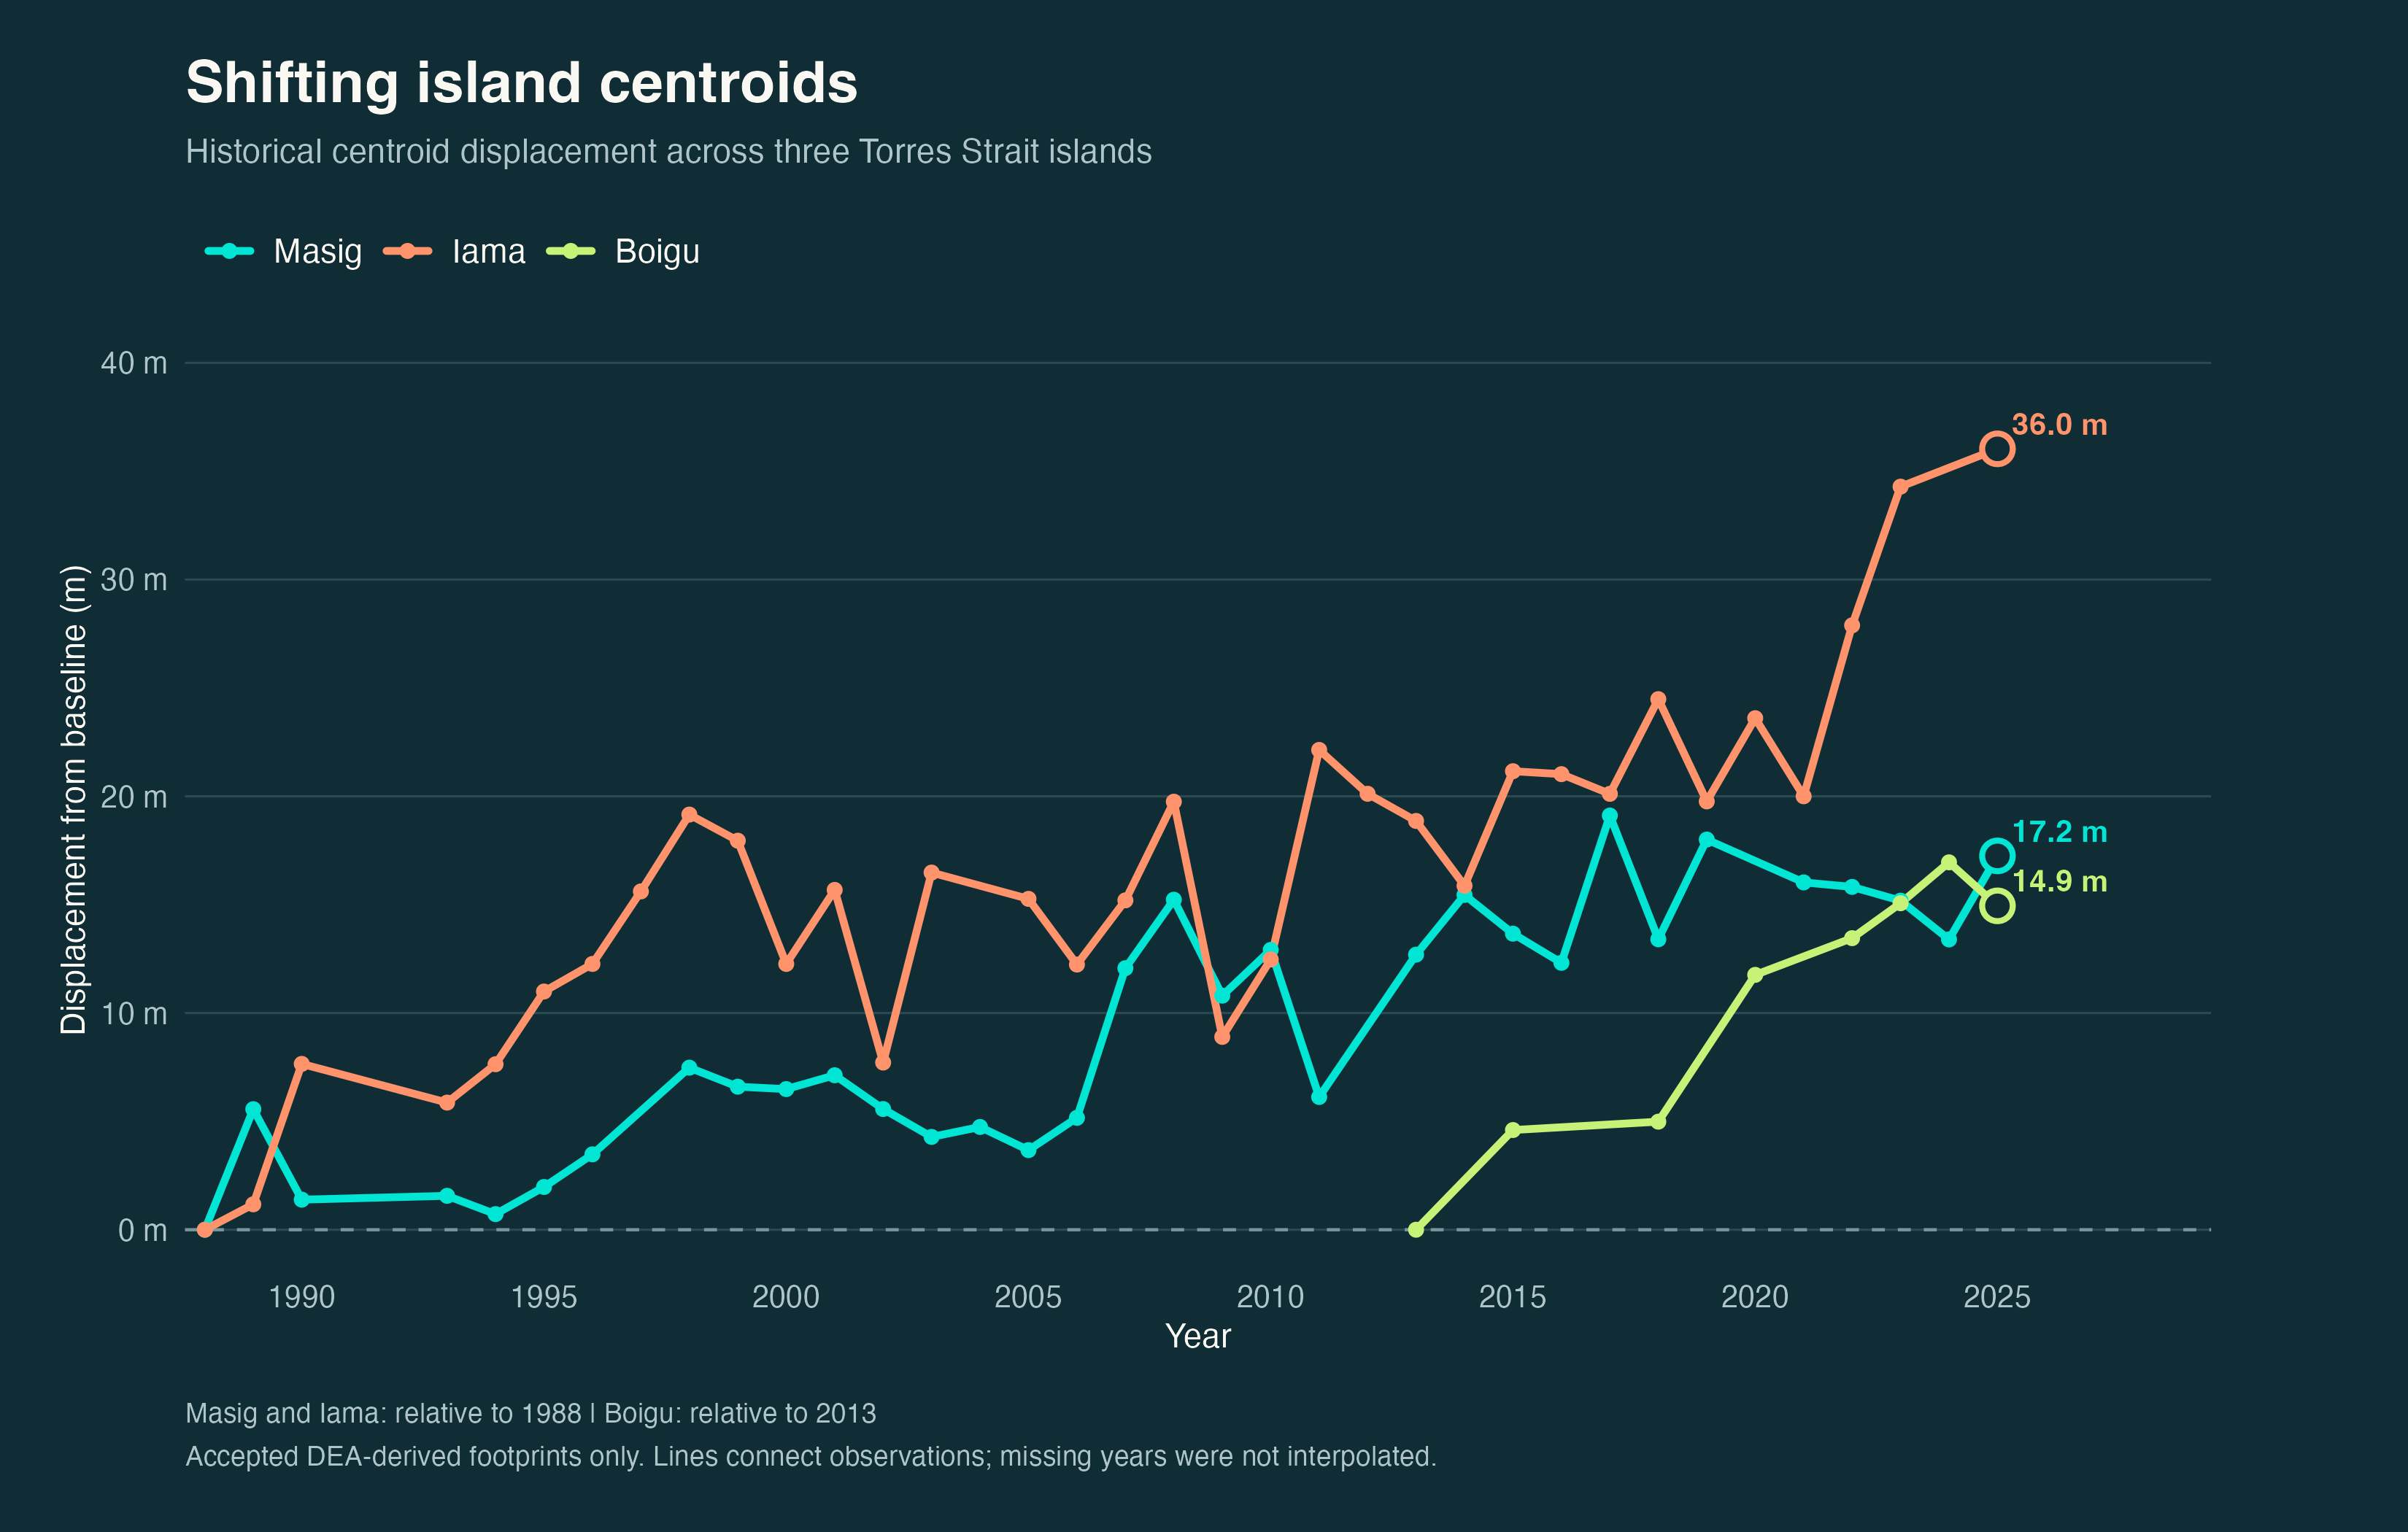 Shifting island centroids
Historical centroid displacement across three Torres Strait islands
Masig Iama Boigu
40 m
36.0 m
30 m
20 m
17.2 m
14.9 m
10 m
0 m
Displacement from baseline (m)
1990 1995 2000 2005 2010 2015 2020 2025
Year
Masig and Iama: relative to 1988 | Boigu: relative to 2013
Accepted DEA-derived footprints only. Lines connect observations; missing years were not interpolated.